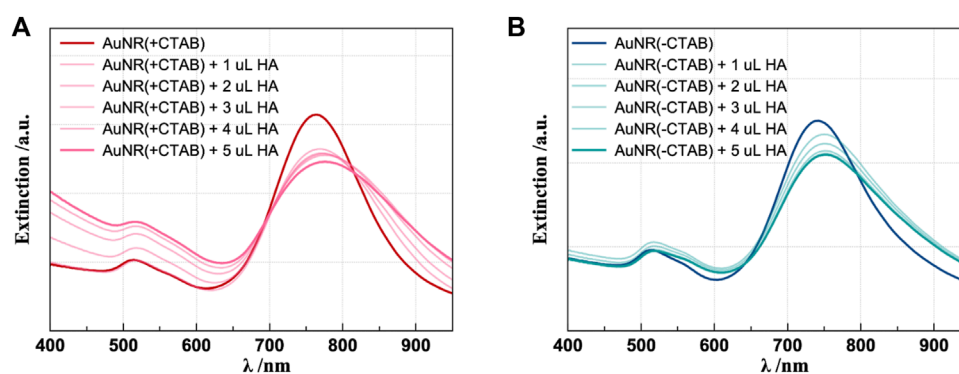 A
AuNR(+CTAB)
AuNR(+CTAB) + 1 uL HA
AuNR(+CTAB) + 2 uL HA
AuNR(+CTAB) + 3 uL HA
AuNR(+CTAB) + 4 uL HA
AuNR(+CTAB) + 5 uL HA
Extinction /a.u.
400 500 600 700 800 900
λ /nm
B
AuNR(-CTAB)
AuNR(-CTAB) + 1 uL HA
AuNR(-CTAB) + 2 uL HA
AuNR(-CTAB) + 3 uL HA
AuNR(-CTAB) + 4 uL HA
AuNR(-CTAB) + 5 uL HA
Extinction /a.u.
400 500 600 700 800 900
λ /nm